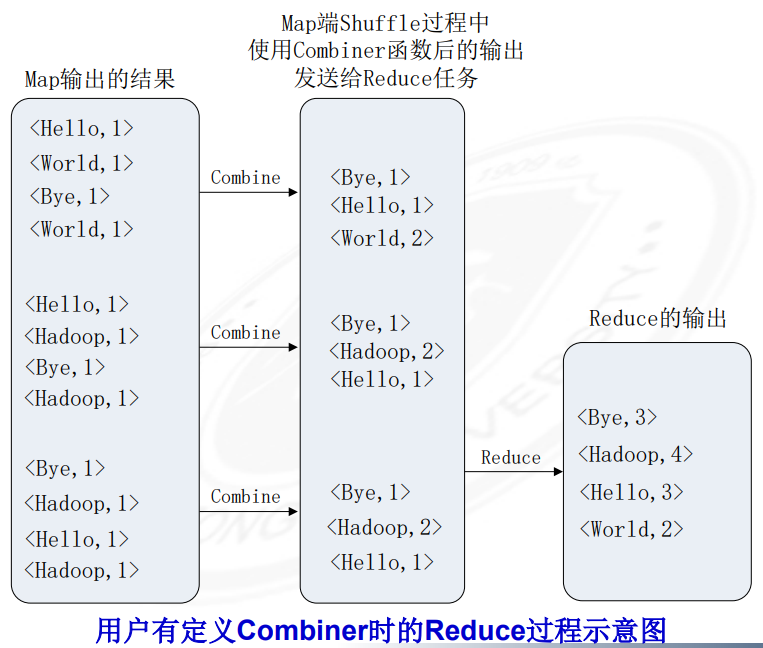 Map输出的结果
<Hello,1>
<World,1>
<Bye,1>
<World,1>
<Hello,1>
<Hadoop,1>
<Bye,1>
<Hadoop,1>
<Bye,1>
<Hadoop,1>
<Hello,1>
<Hadoop,1>
Combine
Combine
Combine
Map端Shuffle过程中
使用Combiner函数后的输出
发送给Reduce任务
<Bye,1>
<Hello,1>
<World,2>
<Bye,1>
<Hadoop,2>
<Hello,1>
<Bye,1>
<Hadoop,2>
<Hello,1>
Reduce
Reduce的输出
<Bye,3>
<Hadoop,4>
<Hello,3>
<World,2>
用户有定义Combiner时的Reduce过程示意图